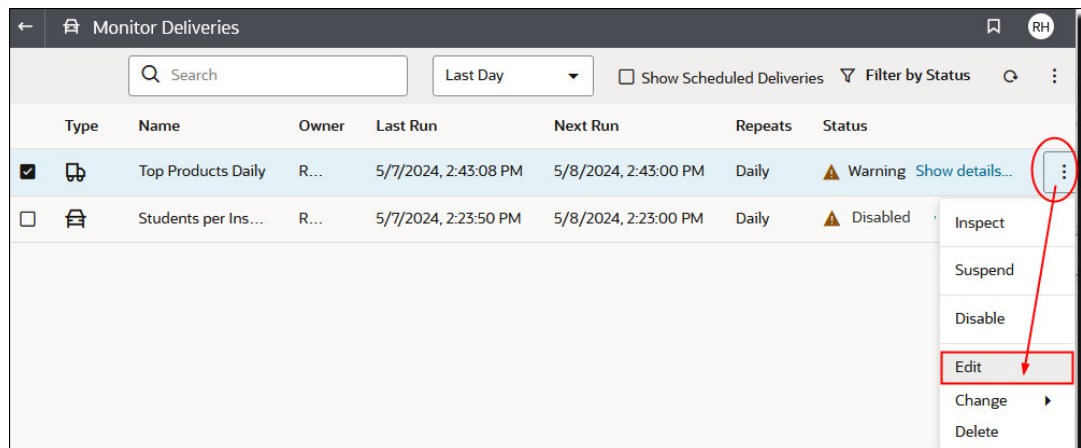 Monitor Deliveries RH
Search Last Day Show Scheduled Deliveries Filter by Status
Type Name Owner Last Run Next Run Repeats Status
Top Products Daily R... 5/7/2024, 2:43:08 PM 5/8/2024, 2:43:00 PM Daily Warning Show details...
Students per Ins... R... 5/7/2024, 2:23:50 PM 5/8/2024, 2:23:00 PM Daily Disabled
Inspect
Suspend
Disable
Edit
Change
Delete